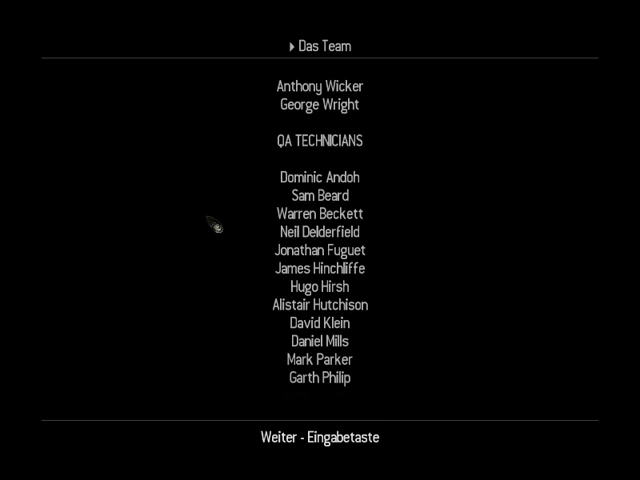 Das Team
Anthony Wicker
George Wright
QA TECHNICIANS
Dominic Andoh
Sam Beard
Warren Beckett
Neil Delderfield
Jonathan Fuguet
James Hinchliffe
Hugo Hirsh
Alistair Hutchison
David Klein
Daniel Mills
Mark Parker
Garth Philip
Weiter - Eingabetaste